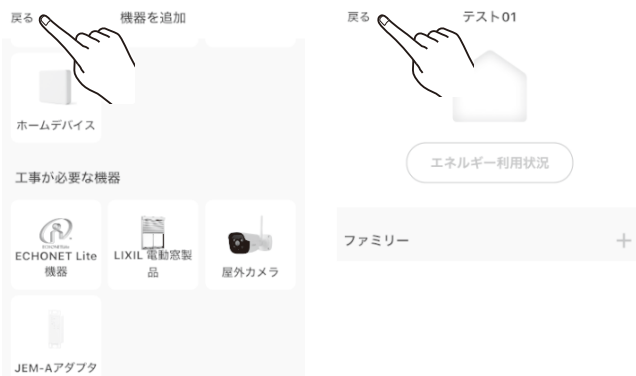 戻る
機器を追加
ホームデバイス
工事が必要な機器
ECHONET Lite
機器
LIXIL 電動窓製
品
屋外カメラ
JEM-Aアダプタ
戻る
テスト01
エネルギー利用状況
ファミリー